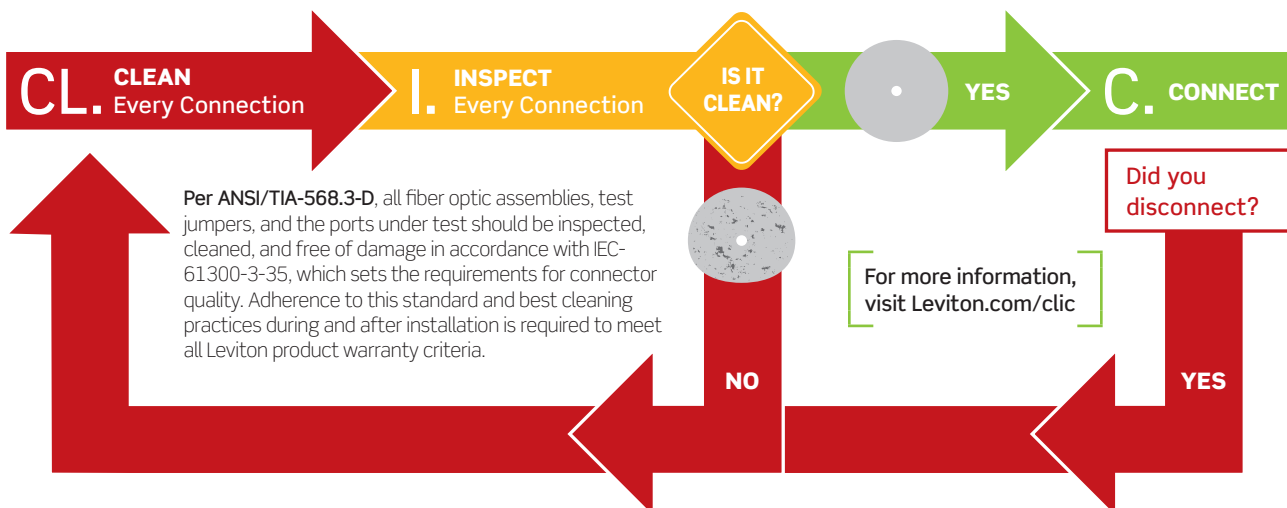 CL. CLEAN
Every Connection
I. INSPECT
Every Connection
IS IT
CLEAN?
YES
C. CONNECT
Per ANSI/TIA-568.3-D, all fiber optic assemblies, test
jumpers, and the ports under test should be inspected,
cleaned, and free of damage in accordance with IEC-
61300-3-35, which sets the requirements for connector
quality. Adherence to this standard and best cleaning
practices during and after installation is required to meet
all Leviton product warranty criteria.
Did you
disconnect?
For more information,
visit Leviton.com/clic
NO
YES